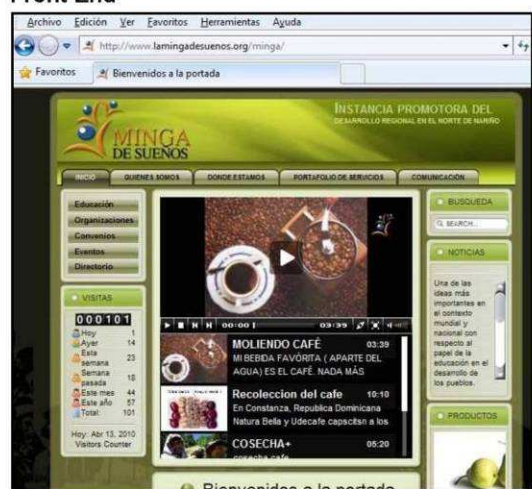 Front End
Archivo Edición Ver Favoritos Herramientas Ayuda
http://www.lamingadesuenos.org/minga/
Favoritos Bienvenidos a la portada
MINGA
DE SUEÑOS
INSTANCIA PROMOTORA DEL
DESARROLLO REGIONAL EN EL NORTE DE NARIÑO
INICIO QUIENES SOMOS DONDE ESTAMOS PORTAFOLIO DE SERVICIOS COMUNICACIÓN
Educación
Organizaciones
Convenios
Eventos
Directorio
VISITAS
000101
Hoy 1
Ayer 14
Esta semana 23
Semana pasada 18
Este mes 44
Este año 57
Total: 101
Hoy: Abr 13, 2010
Visitors Counter
00:00 03:39
MOLIENDO CAFÉ 03:39
MI BEBIDA FAVÓRITA ( APARTE DEL
AGUA) ES EL CAFÉ. NADA MÁS
Recoleccion del cafe 10:10
En Constanza, Republica Dominicana
Natura Bella y Udecafe capscitsn a los
COSECHA+ 05:20
cosecha cafe
Bienvenidos a la portada
BUSQUEDA
SEARCH...
NOTICIAS
Una de las
ideas más
importantes en
el contexto
mundial y
nacional con
respecto al
papel de la
educación en el
desarrollo de
los pueblos.
PRODUCTOS